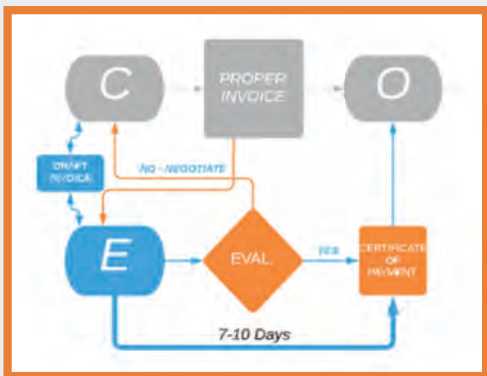 C
PROPER
INVOICE
O
DRAFT
INVOICE
NO - NEGOTIATE
E
EVAL.
YES
CERTIFICATE
OF
PAYMENT
7-10 Days